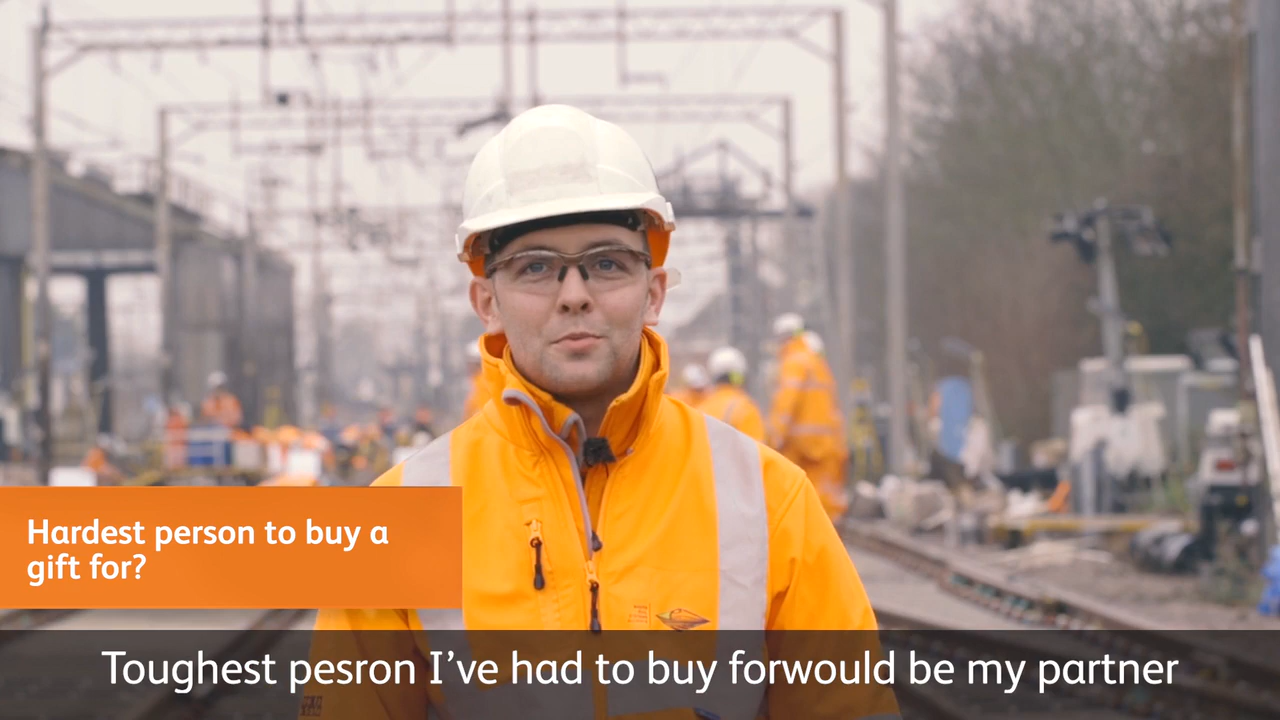 Hardest person to buy a
gift for?
Toughest pesron I've had to buy forwould be my partner